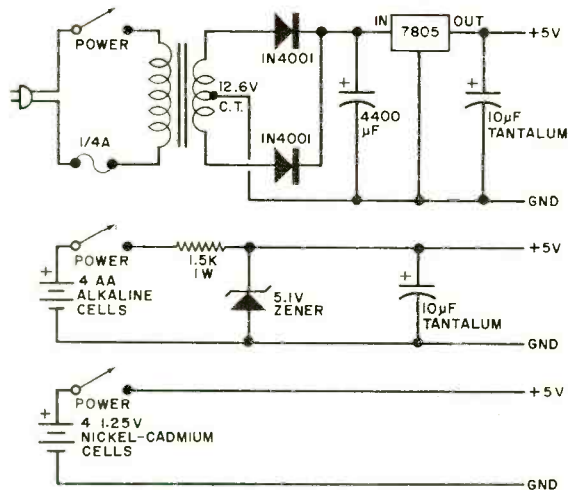 POWER
1/4A
12.6V
C.T.
1N4001
1N4001
+
4400
µF
IN
7805
OUT
+
10µF
TANTALUM
+5V
GND
POWER
+
4 AA
ALKALINE
CELLS
1.5K
1W
5.1V
ZENER
+
10µF
TANTALUM
+5V
GND
POWER
+
4 1.25V
NICKEL-CADMIUM
CELLS
+5V
GND